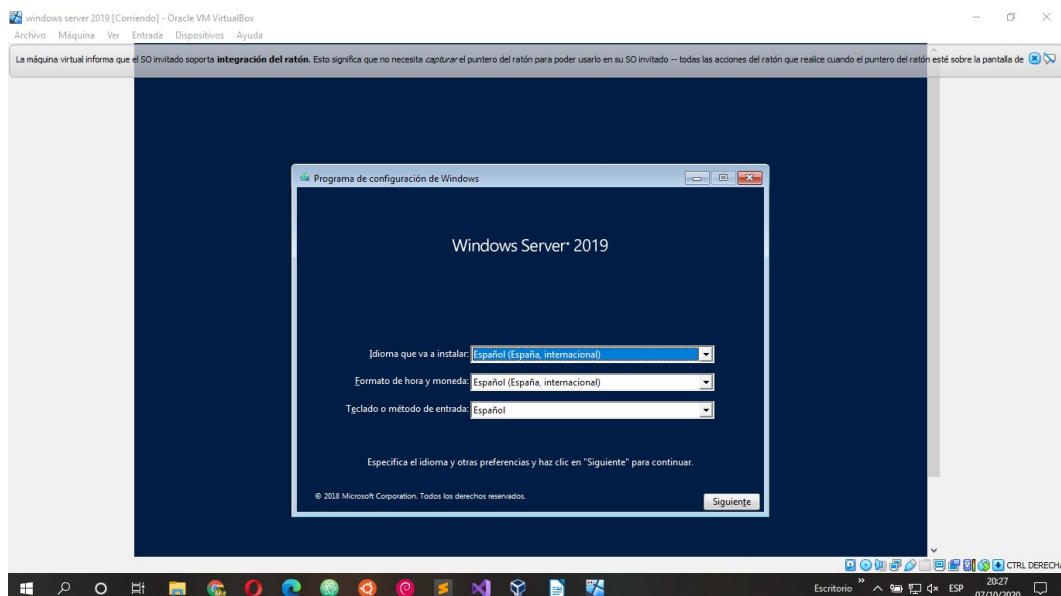 windows server 2019 [Corriendo] - Oracle VM VirtualBox
Archivo Máquina Ver Entrada Dispositivos Ayuda
La máquina virtual informa que el SO invitado soporta integración del ratón. Esto significa que no necesita capturar el puntero del ratón para poder usarlo en su SO invitado -- todas las acciones del ratón que realice cuando el puntero del ratón esté sobre la pantalla de
Programa de configuración de Windows
Windows Server 2019
Idioma que va a instalar: Español (España, internacional)
Formato de hora y moneda: Español (España, internacional)
Teclado o método de entrada: Español
Especifica el idioma y otras preferencias y haz clic en "Siguiente" para continuar.
© 2018 Microsoft Corporation. Todos los derechos reservados.
Siguiente
CTRL DERECHA
Escritorio » ESP 20:27
07/10/2020